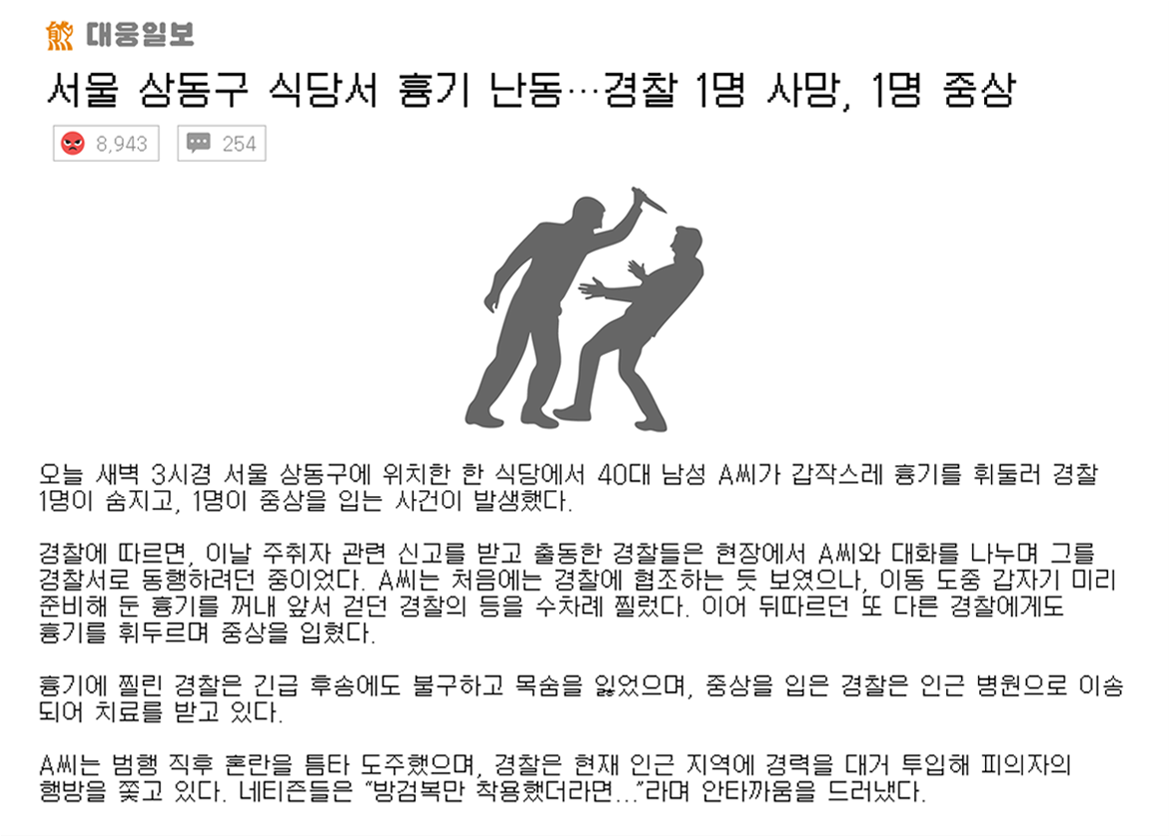 熊 대웅일보
서울 상동구 식당서 흉기 난동…경찰 1명 사망, 1명 중상
8,943 254
오늘 새벽 3시경 서울 상동구에 위치한 한 식당에서 40대 남성 A씨가 갑작스레 흉기를 휘둘러 경찰
1명이 숨지고, 1명이 중상을 입는 사건이 발생했다.
경찰에 따르면, 이날 주취자 관련 신고를 받고 출동한 경찰들은 현장에서 A씨와 대화를 나누며 그를
경찰서로 동행하려던 중이었다. A씨는 처음에는 경찰에 협조하는 듯 보였으나, 이동 도중 갑자기 미리
준비해 둔 흉기를 꺼내 앞서 걷던 경찰의 등을 수차례 찔렀다. 이어 뒤따르던 또 다른 경찰에게도
흉기를 휘두르며 중상을 입혔다.
흉기에 찔린 경찰은 긴급 후송에도 불구하고 목숨을 잃었으며, 중상을 입은 경찰은 인근 병원으로 이송
되어 치료를 받고 있다.
A씨는 범행 직후 혼란을 틈타 도주했으며, 경찰은 현재 인근 지역에 경력을 대거 투입해 피의자의
행방을 쫓고 있다. 네티즌들은 “방검복만 착용했더라면...”라며 안타까움을 드러냈다.